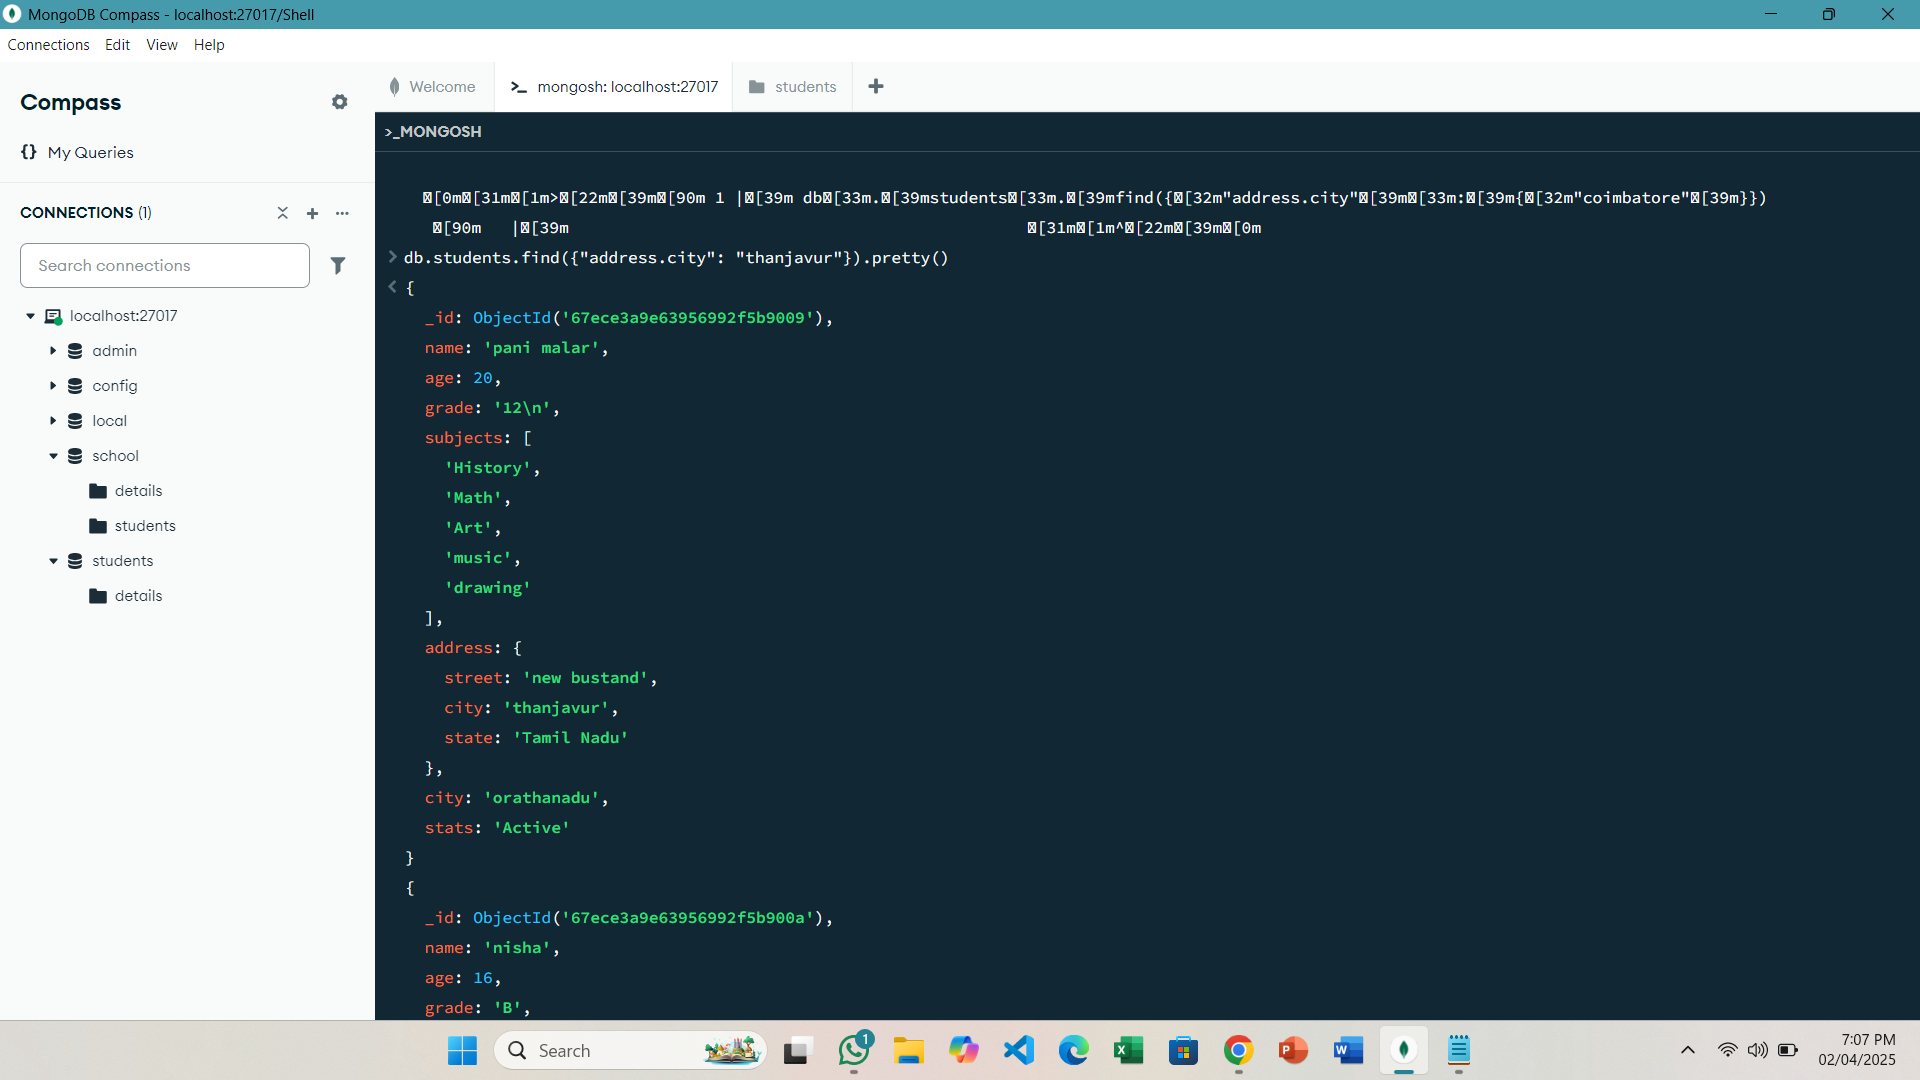 MongoDB Compass - localhost:27017/Shell
Connections Edit View Help
Compass
My Queries
CONNECTIONS (1)
Search connections
localhost:27017
admin
config
local
school
details
students
students
details
Welcome
>_ mongosh: localhost:27017
students
>_MONGOSH
[0m[31m[1m>[22m[39m[90m 1 |[39m db[33m.[39mstudents[33m.[39mfind({[32m"address.city"[39m[33m:[39m{[32m"coimbatore"[39m}})
[90m   |[39m [31m[1m^[22m[39m[0m
> db.students.find({"address.city": "thanjavur"}).pretty()
< {
_id: ObjectId('67ece3a9e63956992f5b9009'),
name: 'pani malar',
age: 20,
grade: '12\n',
subjects: [
'History',
'Math',
'Art',
'music',
'drawing'
],
address: {
street: 'new bustand',
city: 'thanjavur',
state: 'Tamil Nadu'
},
city: 'orathanadu',
stats: 'Active'
}
{
_id: ObjectId('67ece3a9e63956992f5b900a'),
name: 'nisha',
age: 16,
grade: 'B',
Search
1
7:07 PM
02/04/2025